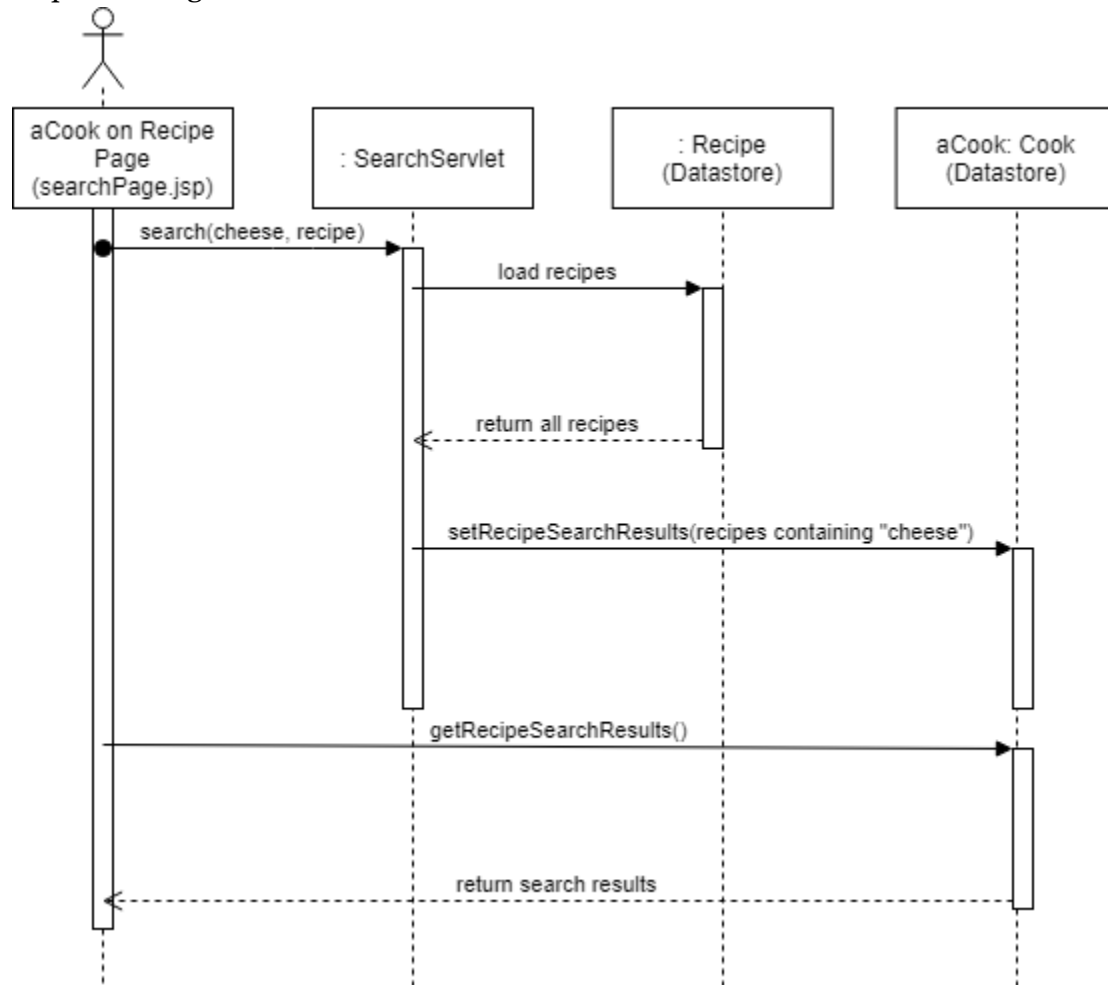 aCook on Recipe
Page
(searchPage.jsp)
: SearchServlet
: Recipe
(Datastore)
aCook: Cook
(Datastore)
search(cheese, recipe)
load recipes
return all recipes
setRecipeSearchResults(recipes containing "cheese")
getRecipeSearchResults()
return search results